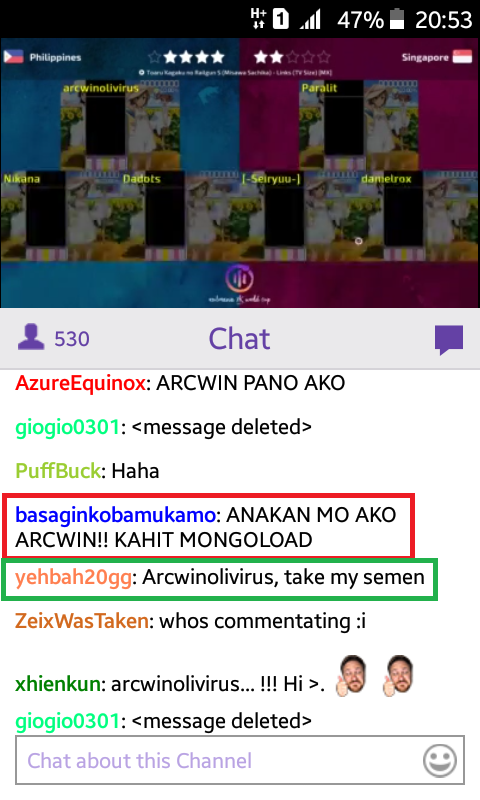 H+ 1 47% 20:53
Philippines
Singapore
Toaru Kagaku no Railgun S (Misawa Sachika) - Links (TV Size) [MX]
arcwinolivirus
Paralit
Nikana
Dadots
[-Seiryuu-]
danielrox
osu!mania 7K world cup
530
Chat
AzureEquinox: ARCWIN PANO AKO
giogio0301: <message deleted>
PuffBuck: Haha
basaginkobamukamo: ANAKAN MO AKO
ARCWIN!! KAHIT MONGOLOAD
yehbah20gg: Arcwinolivirus, take my semen
ZeixWasTaken: whos commentating :i
xhienkun: arcwinolivirus... !!! Hi >.
giogio0301: <message deleted>
Chat about this Channel